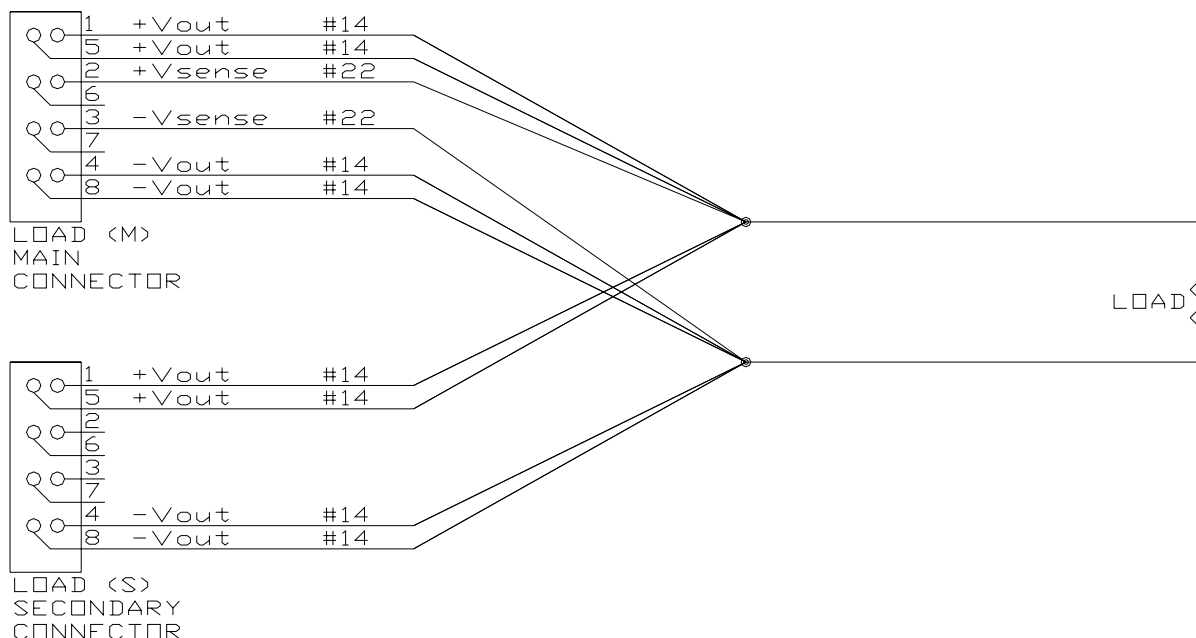 1 +Vout #14
5 +Vout #14
2 +Vsense #22
6
3 -Vsense #22
7
4 -Vout #14
8 -Vout #14
LOAD (M)
MAIN
CONNECTOR
LOAD
1 +Vout #14
5 +Vout #14
2
6
3
7
4 -Vout #14
8 -Vout #14
LOAD (S)
SECONDARY
CONNECTOR